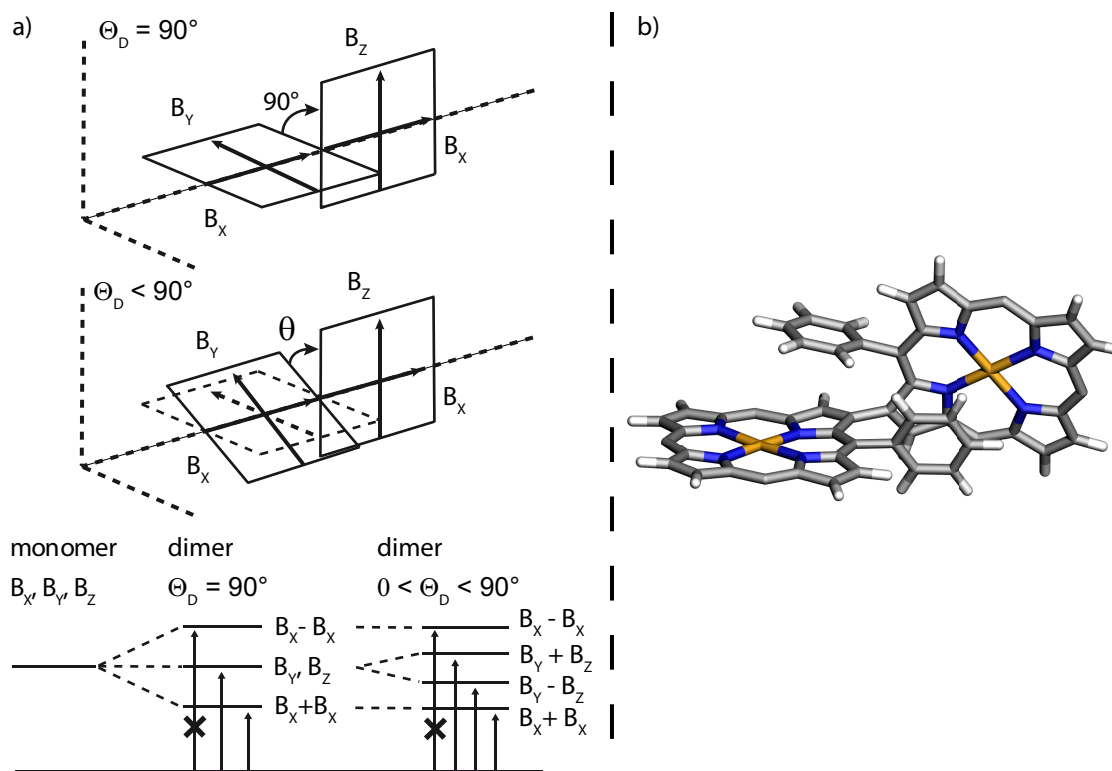 a)
Θ_D = 90°
B_Z
90°
B_Y
B_X
B_X
Θ_D < 90°
B_Z
θ
B_Y
B_X
B_X
monomer
B_X, B_Y, B_Z
dimer
Θ_D = 90°
B_X - B_X
B_Y, B_Z
B_X+B_X
dimer
0 < Θ_D < 90°
B_X - B_X
B_Y + B_Z
B_Y - B_Z
B_X + B_X
b)